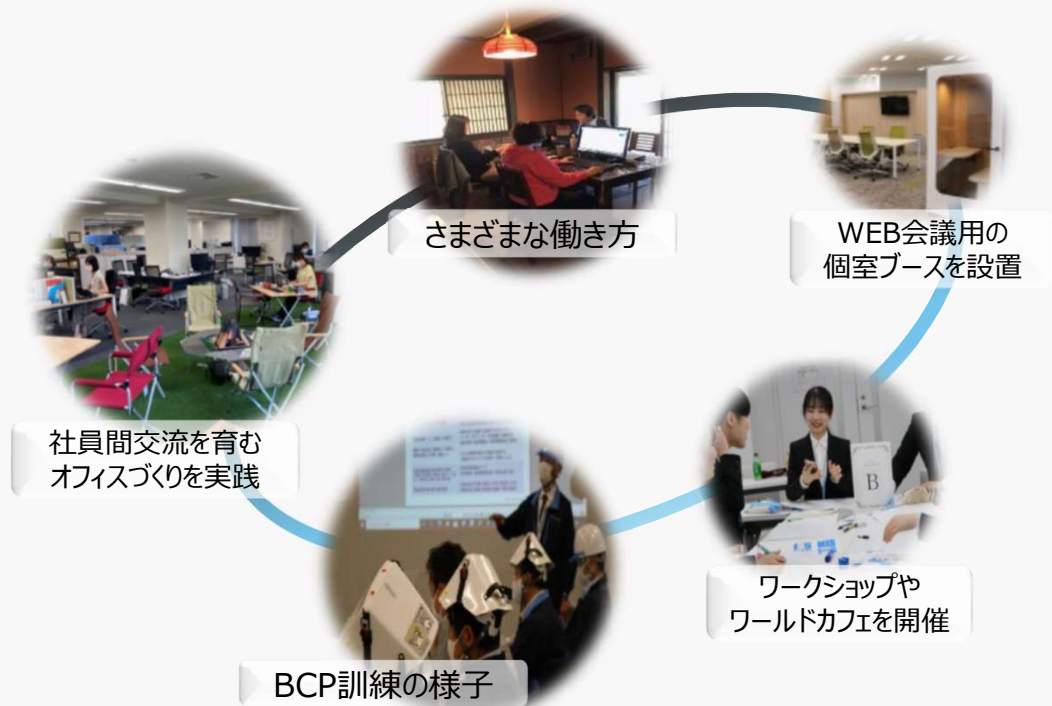 さまざまな働き方
WEB会議用の
個室ブースを設置
社員間交流を育む
オフィスづくりを実践
B
ワークショップや
ワールドカフェを開催
BCP訓練の様子